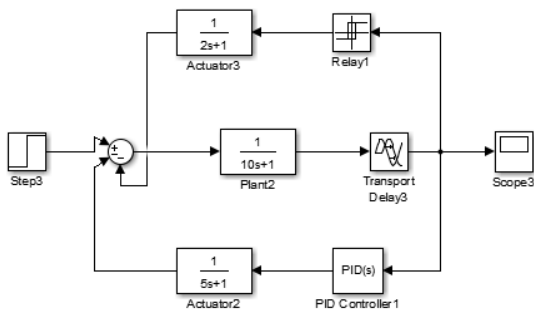 1
2s+1
Actuator3
Relay1
Step3
+
−
−
1
10s+1
Plant2
Transport
Delay3
Scope3
1
5s+1
Actuator2
PID(s)
PID Controller1